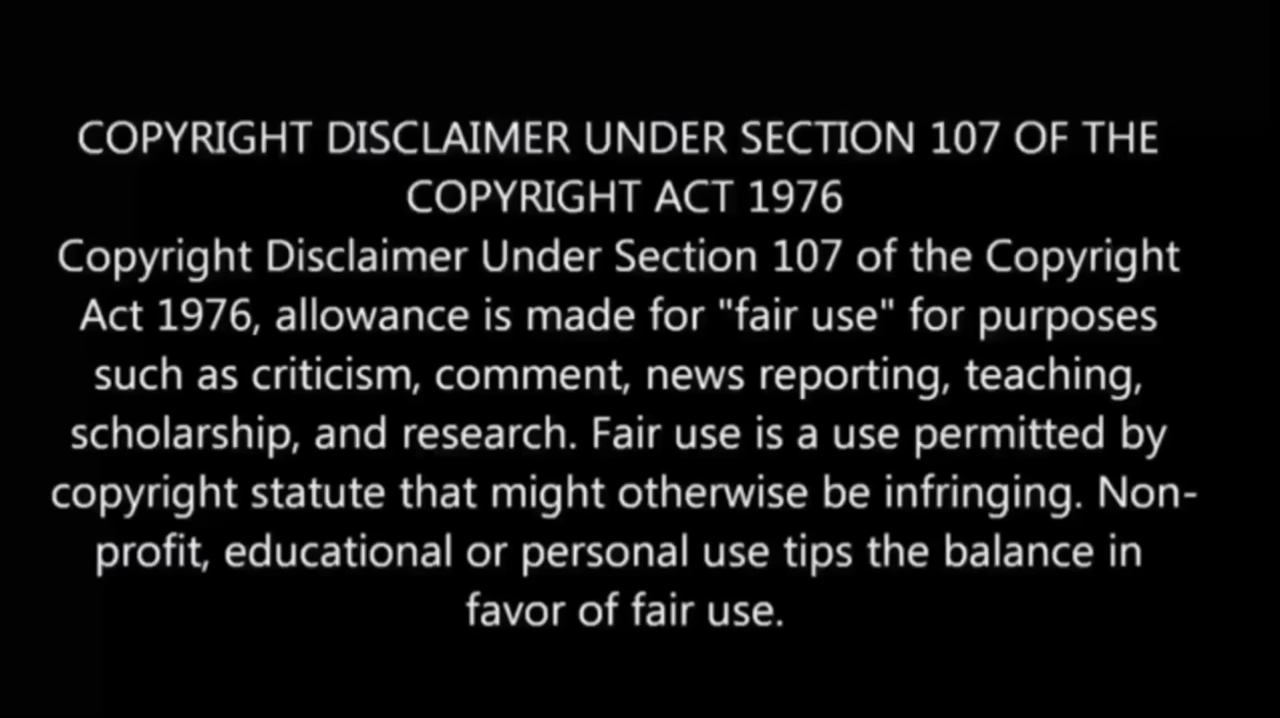 COPYRIGHT DISCLAIMER UNDER SECTION 107 OF THE
COPYRIGHT ACT 1976
Copyright Disclaimer Under Section 107 of the Copyright
Act 1976, allowance is made for "fair use" for purposes
such as criticism, comment, news reporting, teaching,
scholarship, and research. Fair use is a use permitted by
copyright statute that might otherwise be infringing. Non-
profit, educational or personal use tips the balance in
favor of fair use.